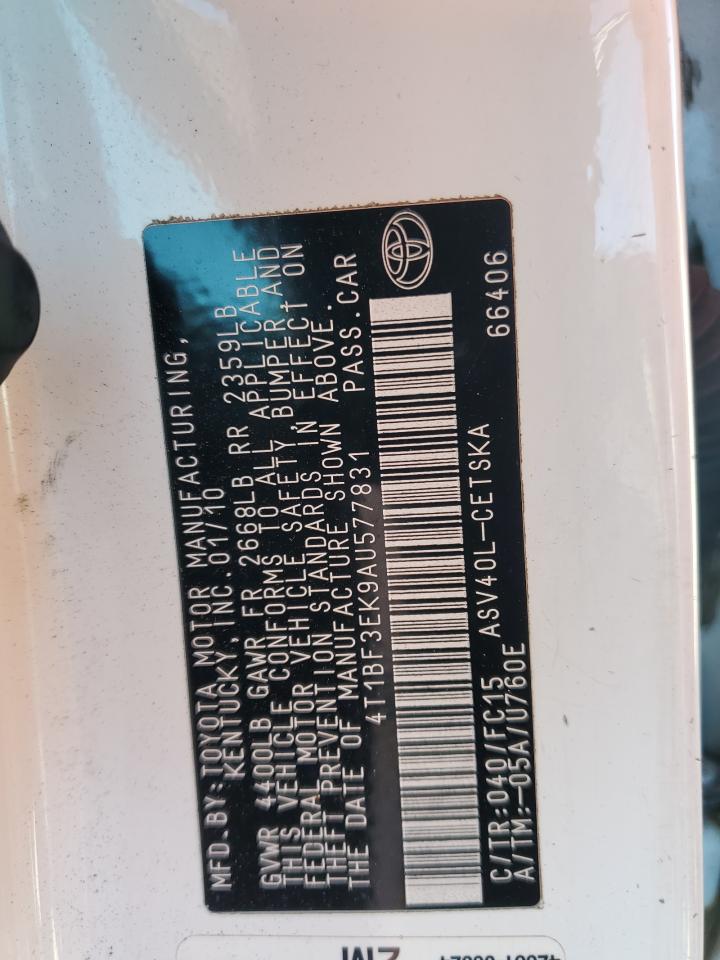 MFD.BY:TOYOTA MOTOR MANUFACTURING,
KENTUCKY,INC.01/10
GVWR 4400LB GAWR FR 2668LB RR 2359LB
THIS VEHICLE CONFORMS TO ALL APPLICABLE
FEDERAL MOTOR VEHICLE SAFETY,BUMPER,AND
THEFT PREVENTION STANDARDS IN EFFECT ON
THE DATE OF MANUFACTURE SHOWN ABOVE.
4T1BF3EK9AU577831 PASS.CAR
C/TR:040/FC15 ASV40L-CETSKA 66406
A/TM:-05A/U760E